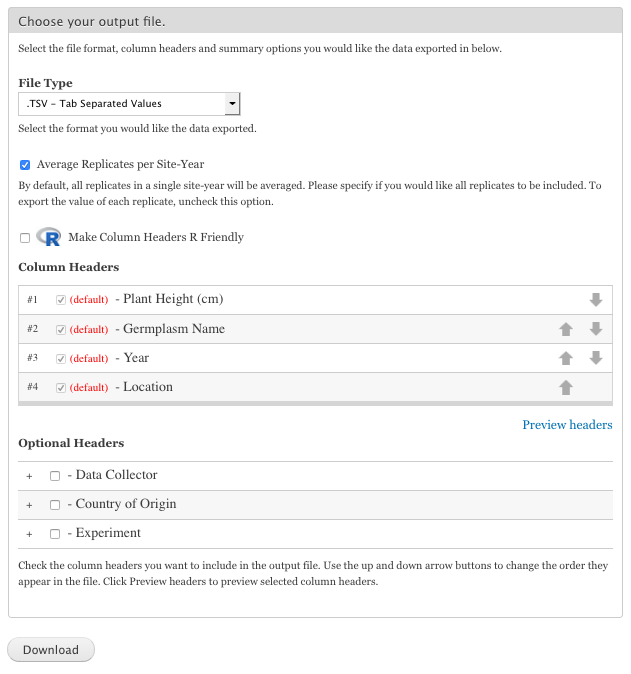 Choose your output file.
Select the file format, column headers and summary options you would like the data exported in below.
File Type
.TSV – Tab Separated Values
Select the format you would like the data exported.
Average Replicates per Site-Year
By default, all replicates in a single site-year will be averaged. Please specify if you would like all replicates to be included. To
export the value of each replicate, uncheck this option.
R Make Column Headers R Friendly
Column Headers
#1 (default) - Plant Height (cm)
#2 (default) - Germplasm Name
#3 (default) - Year
#4 (default) - Location
Preview headers
Optional Headers
+ - Data Collector
+ - Country of Origin
+ - Experiment
Check the column headers you want to include in the output file. Use the up and down arrow buttons to change the order they
appear in the file. Click Preview headers to preview selected column headers.
Download